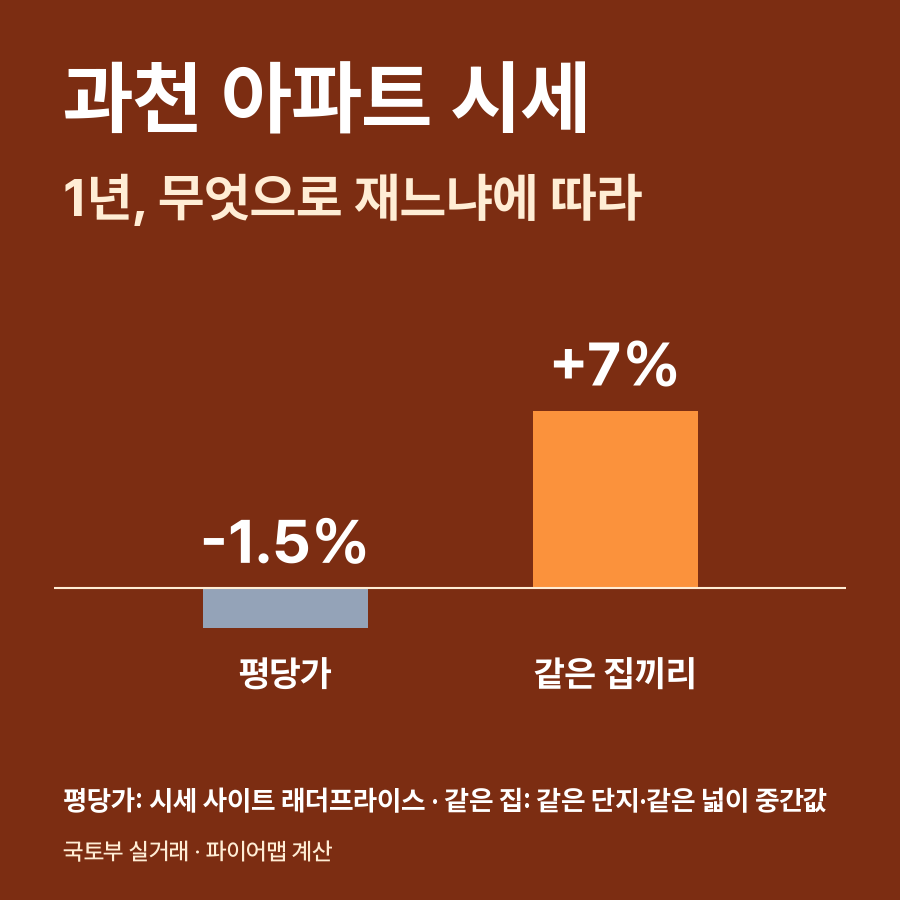 과천 아파트 시세
1년, 무엇으로 재느냐에 따라
+7%
-1.5%
평당가
같은 집끼리
평당가: 시세 사이트 래더프라이스 · 같은 집: 같은 단지·같은 넓이 중간값
국토부 실거래 · 파이어맵 계산